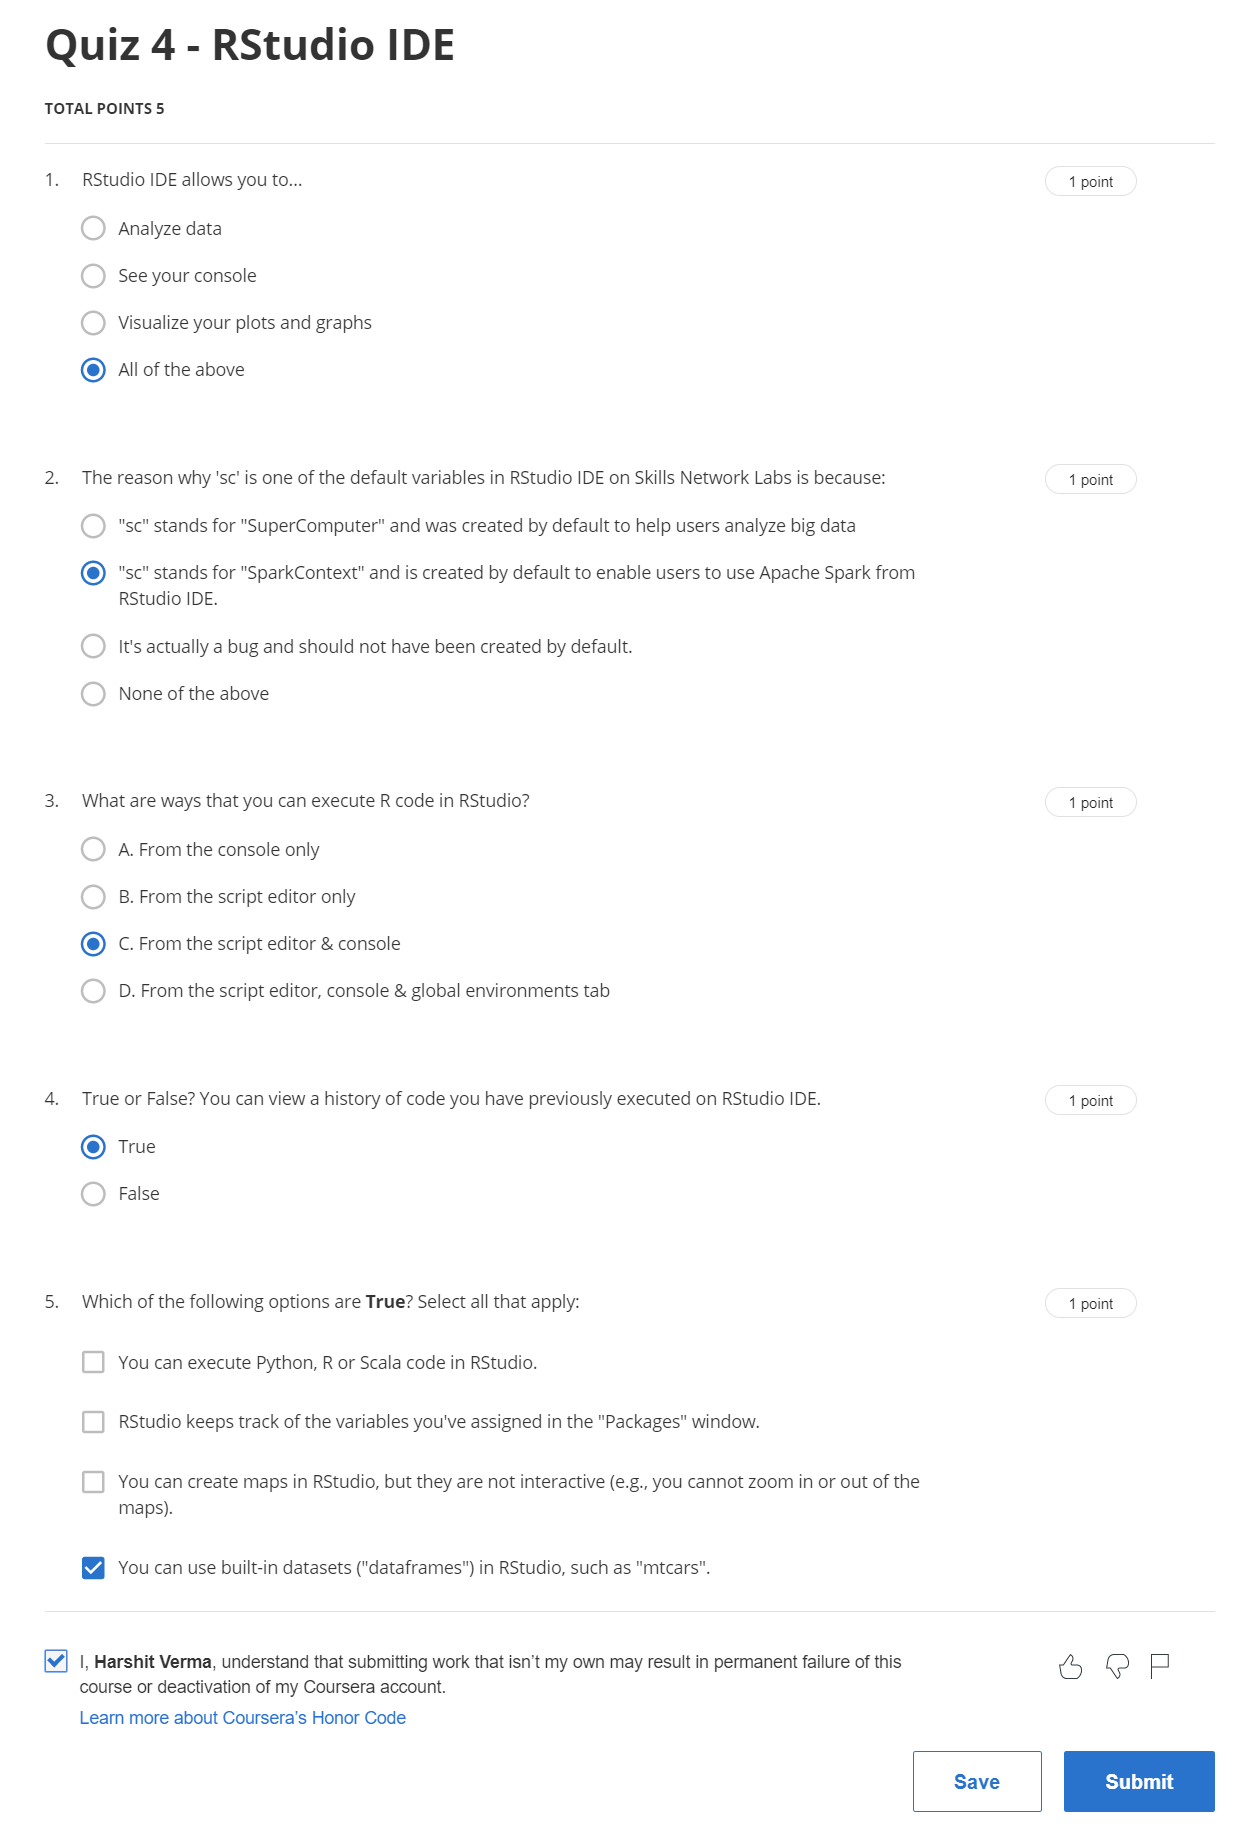 Quiz 4 - RStudio IDE
TOTAL POINTS 5
1. RStudio IDE allows you to...
1 point
Analyze data
See your console
Visualize your plots and graphs
All of the above
2. The reason why 'sc' is one of the default variables in RStudio IDE on Skills Network Labs is because:
1 point
"sc" stands for "SuperComputer" and was created by default to help users analyze big data
"sc" stands for "SparkContext" and is created by default to enable users to use Apache Spark from
RStudio IDE.
It's actually a bug and should not have been created by default.
None of the above
3. What are ways that you can execute R code in RStudio?
1 point
A. From the console only
B. From the script editor only
C. From the script editor & console
D. From the script editor, console & global environments tab
4. True or False? You can view a history of code you have previously executed on RStudio IDE.
1 point
True
False
5. Which of the following options are True? Select all that apply:
1 point
You can execute Python, R or Scala code in RStudio.
RStudio keeps track of the variables you've assigned in the "Packages" window.
You can create maps in RStudio, but they are not interactive (e.g., you cannot zoom in or out of the
maps).
You can use built-in datasets ("dataframes") in RStudio, such as "mtcars".
I, Harshit Verma, understand that submitting work that isn’t my own may result in permanent failure of this
course or deactivation of my Coursera account.
Learn more about Coursera’s Honor Code
Save
Submit